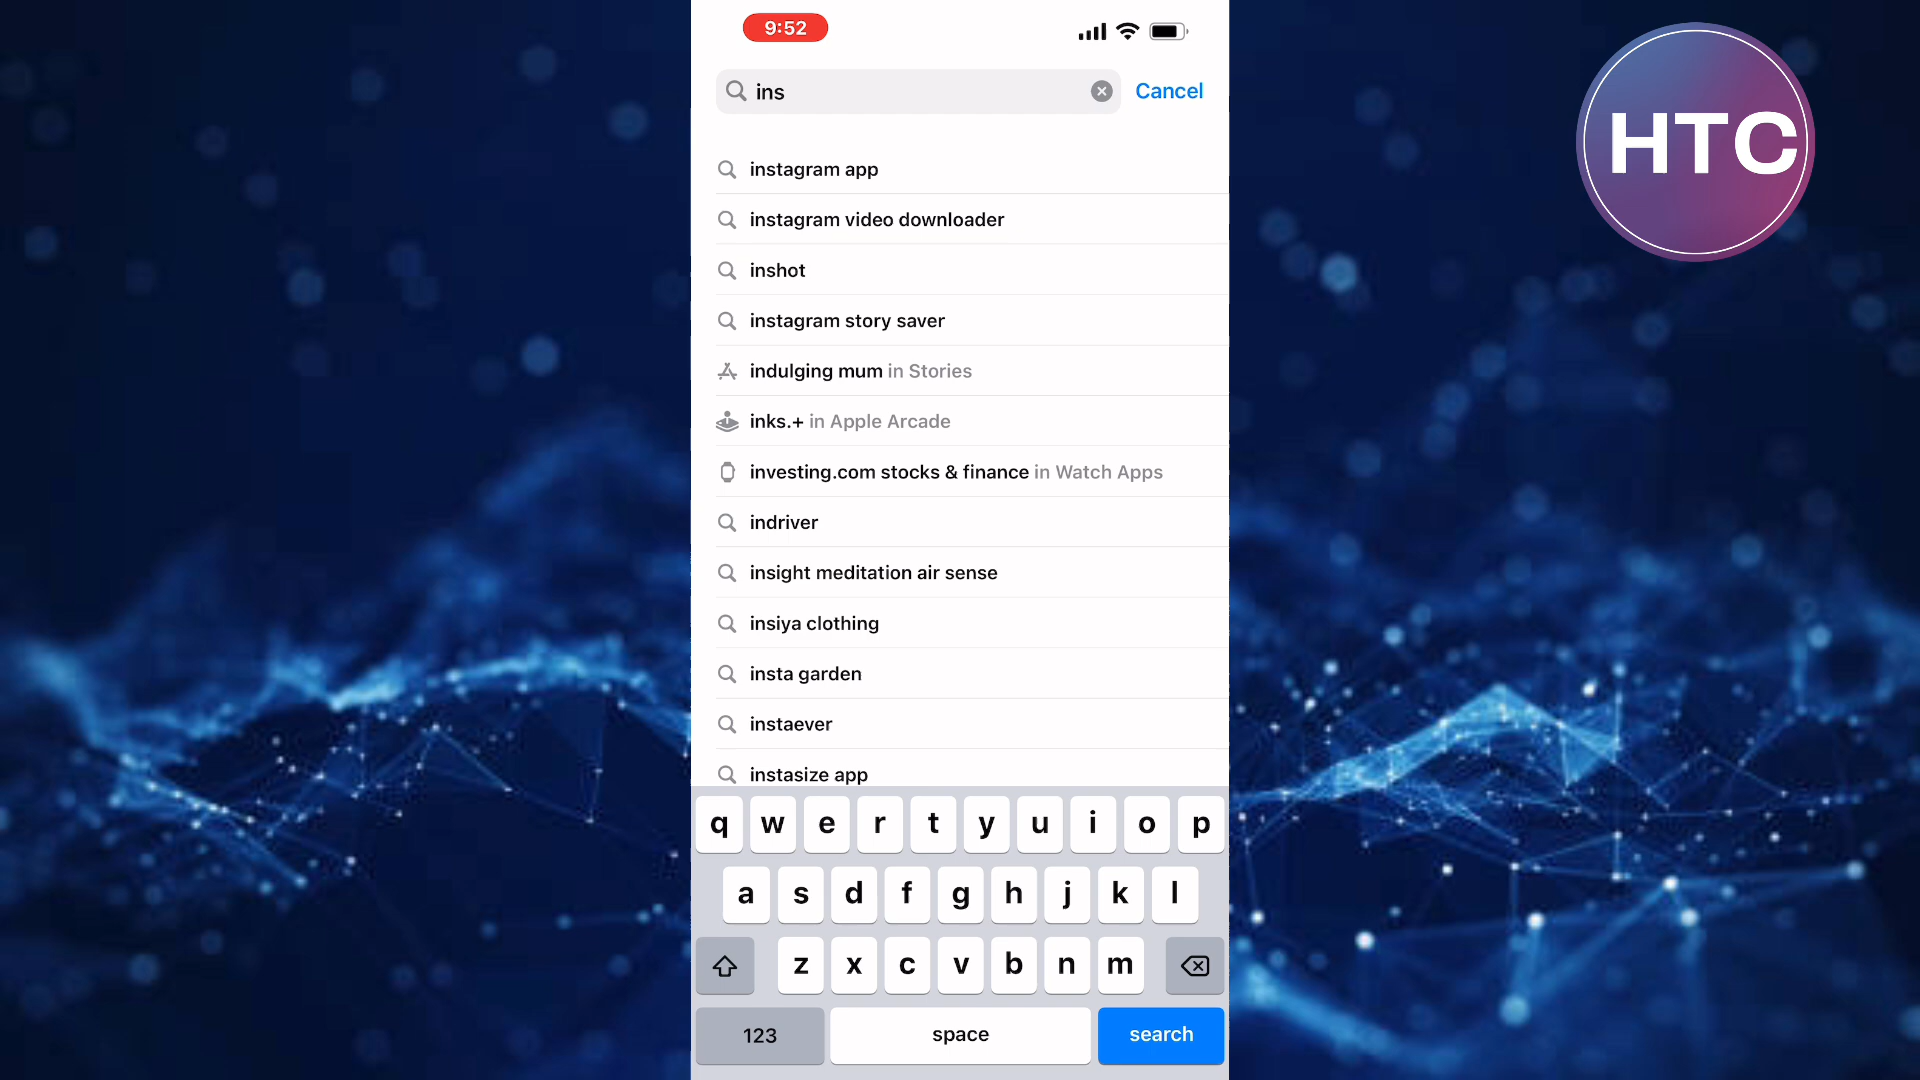 9:52
HTC
ins
Cancel
instagram app
instagram video downloader
inshot
instagram story saver
indulging mum in Stories
inks.+ in Apple Arcade
investing.com stocks & finance in Watch Apps
indriver
insight meditation air sense
insiya clothing
insta garden
instaever
instasize app
q w e r t y u i o p
a s d f g h j k l
z x c v b n m
123 space search